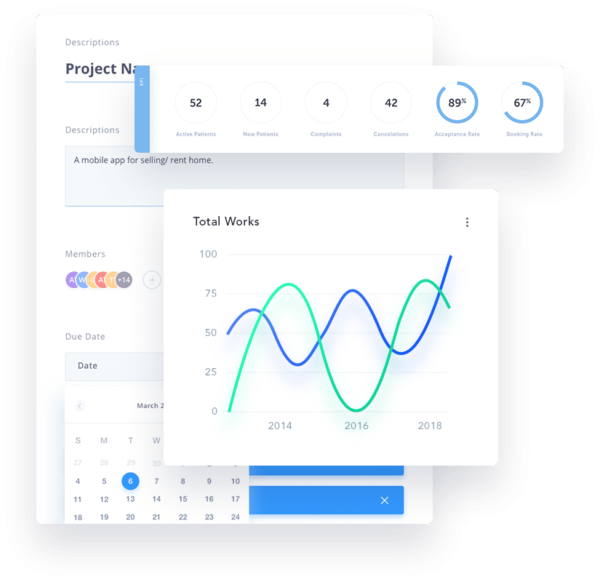 Descriptions
Project Na
KPI
52
14
4
42
89%
67%
Active Patients
New Patients
Complaints
Cancelations
Acceptance Rate
Booking Rate
Descriptions
A mobile app for selling/ rent home.
Total Works
100
75
50
25
0
2014
2016
2018
Members
A
W
A
+14
+
Due Date
Date
March 2
S M T W T F S
27 28 29 30
4 5 6 7 8 9 10
11 12 13 14 15 16 17
18 19 20 21 22 23 24